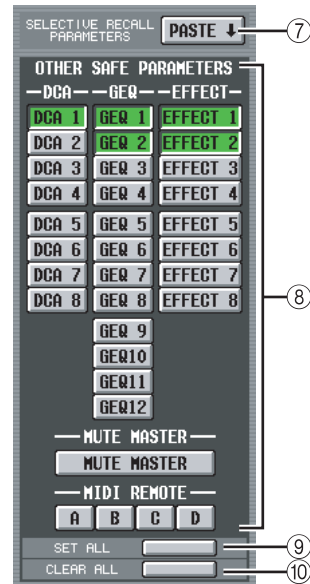 SELECTIVE RECALL
PARAMETERS
PASTE ↓
⑦
OTHER SAFE PARAMETERS
DCA GEQ EFFECT
DCA 1 GEQ 1 EFFECT 1
DCA 2 GEQ 2 EFFECT 2
DCA 3 GEQ 3 EFFECT 3
DCA 4 GEQ 4 EFFECT 4
DCA 5 GEQ 5 EFFECT 5
DCA 6 GEQ 6 EFFECT 6
DCA 7 GEQ 7 EFFECT 7
DCA 8 GEQ 8 EFFECT 8
⑧
GEQ 9
GEQ10
GEQ11
GEQ12
MUTE MASTER
MUTE MASTER
MIDI REMOTE
A B C D
SET ALL ⑨
CLEAR ALL ⑩